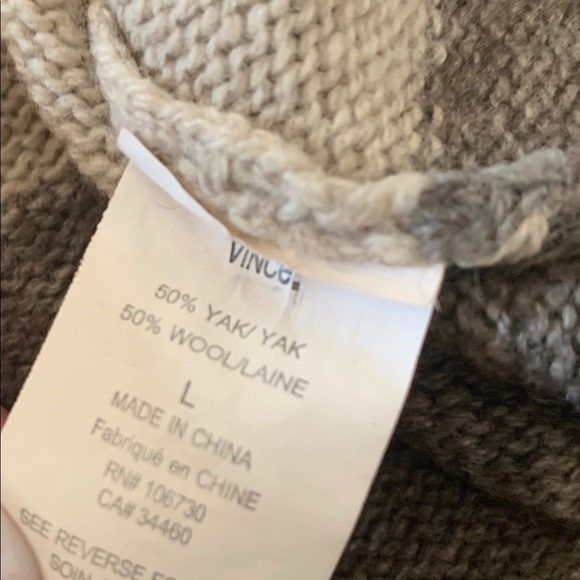 VINCE.
50% YAK/ YAK
50% WOOL/LAINE
L
MADE IN CHINA
Fabriqué en CHINE
RN# 106730
CA# 34460
SEE REVERSE
SOIN